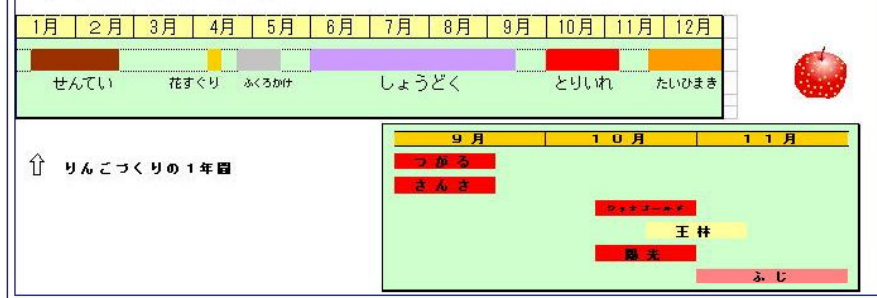 1月 2月 3月 4月 5月 6月 7月 8月 9月 10月 11月 12月
せんてい 花すぐり ふくろかけ しょうどく とりいれ たいひまき
⇧ りんごづくりの1年間
9月 10月 11月
つがる
さんさ
王林
陽光
ふじ